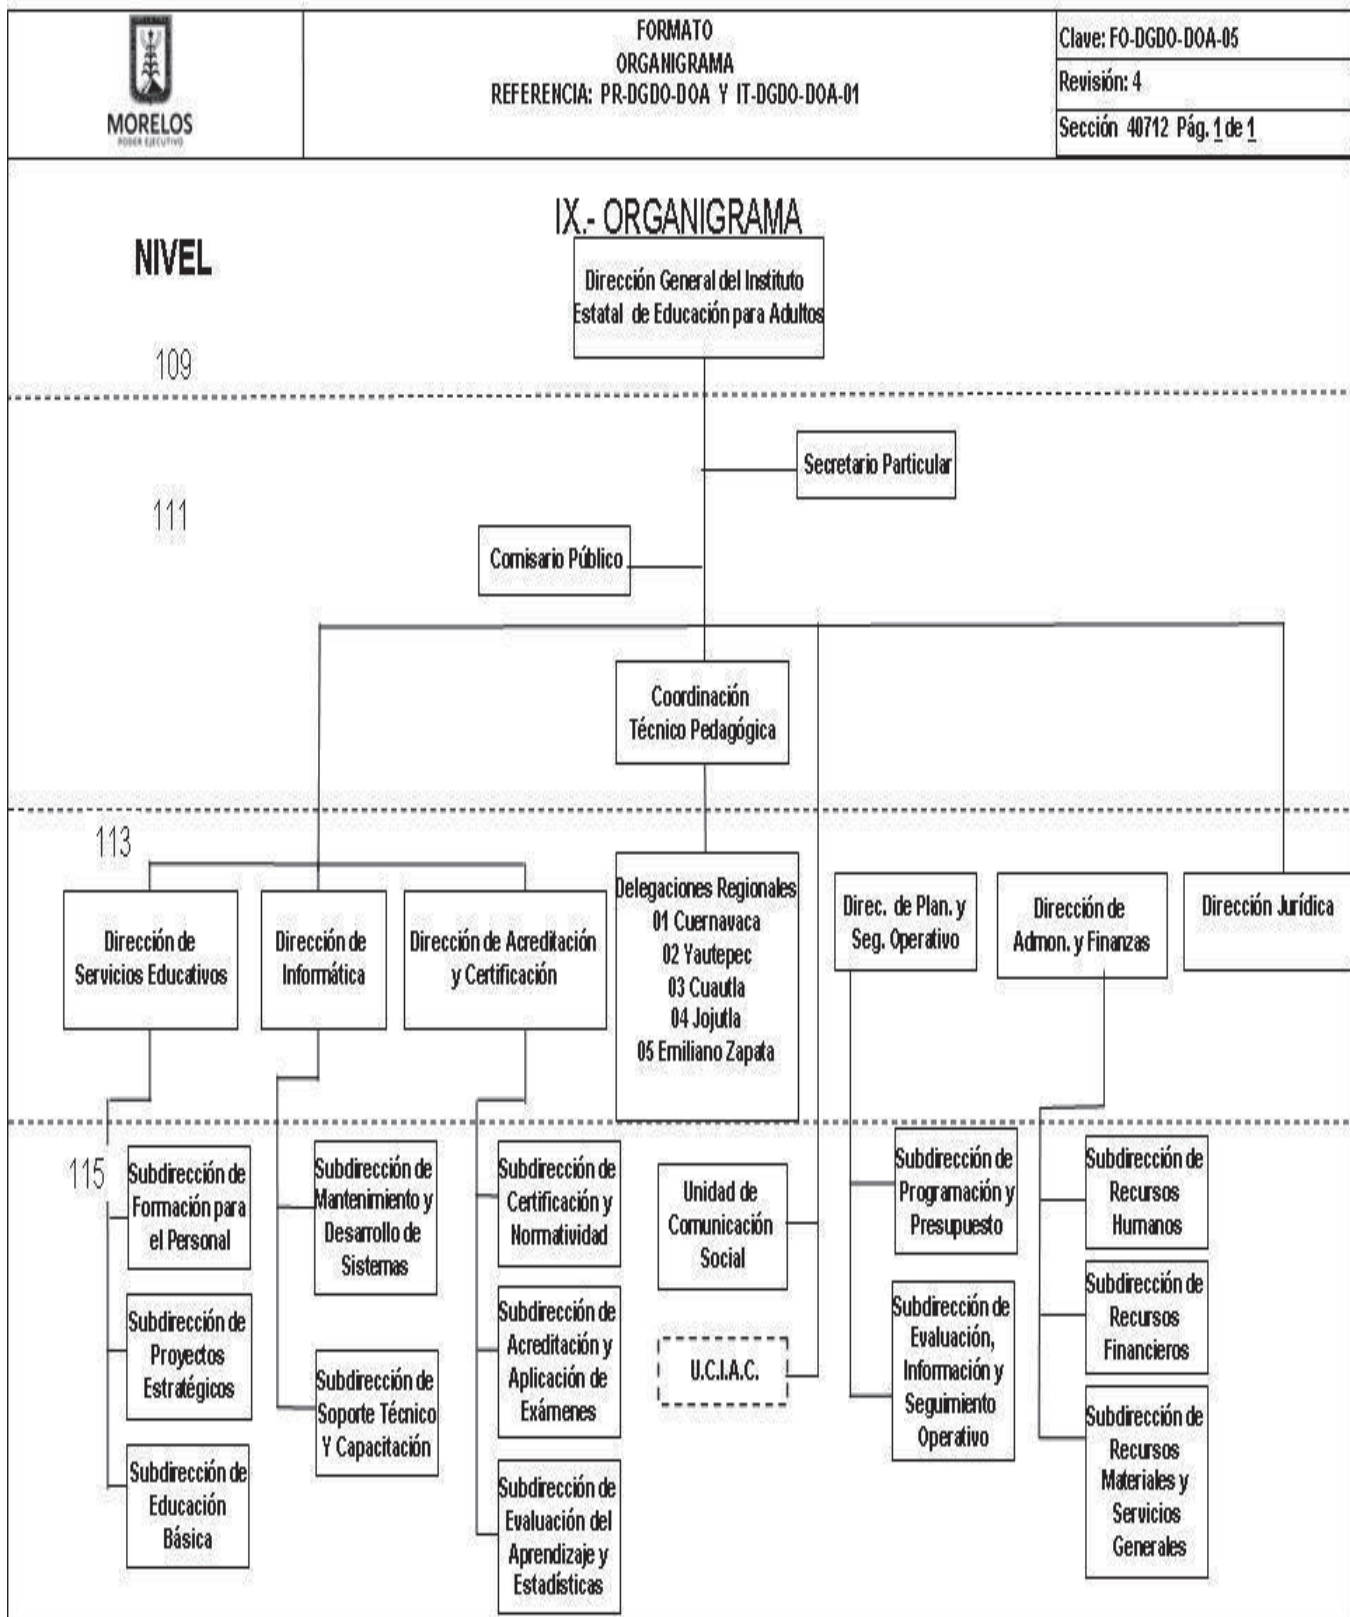 MORELOS
PODER EJECUTIVO
FORMATO
ORGANIGRAMA
REFERENCIA: PR-DGDO-DOA Y IT-DGDO-DOA-01
Clave: FO-DGDO-DOA-05
Revisión: 4
Sección 40712 Pág. 1 de 1
IX.- ORGANIGRAMA
NIVEL
Dirección General del Instituto
Estatal de Educación para Adultos
109
Secretario Particular
111
Comisario Público
Coordinación
Técnico Pedagógica
113
Dirección de
Servicios Educativos
Dirección de
Informática
Dirección de Acreditación
y Certificación
Delegaciones Regionales
01 Cuernavaca
02 Yautepec
03 Cuautla
04 Jojutla
05 Emiliano Zapata
Direc. de Plan. y
Seg. Operativo
Dirección de
Admon. y Finanzas
Dirección Jurídica
115
Subdirección de
Formación para
el Personal
Subdirección de
Proyectos
Estratégicos
Subdirección de
Educación
Básica
Subdirección de
Mantenimiento y
Desarrollo de
Sistemas
Subdirección de
Soporte Técnico
Y Capacitación
Subdirección de
Certificación y
Normatividad
Subdirección de
Acreditación y
Aplicación de
Exámenes
Subdirección de
Evaluación del
Aprendizaje y
Estadísticas
Unidad de
Comunicación
Social
U.C.I.A.C.
Subdirección de
Programación y
Presupuesto
Subdirección de
Evaluación,
Información y
Seguimiento
Operativo
Subdirección de
Recursos
Humanos
Subdirección de
Recursos
Financieros
Subdirección de
Recursos
Materiales y
Servicios
Generales